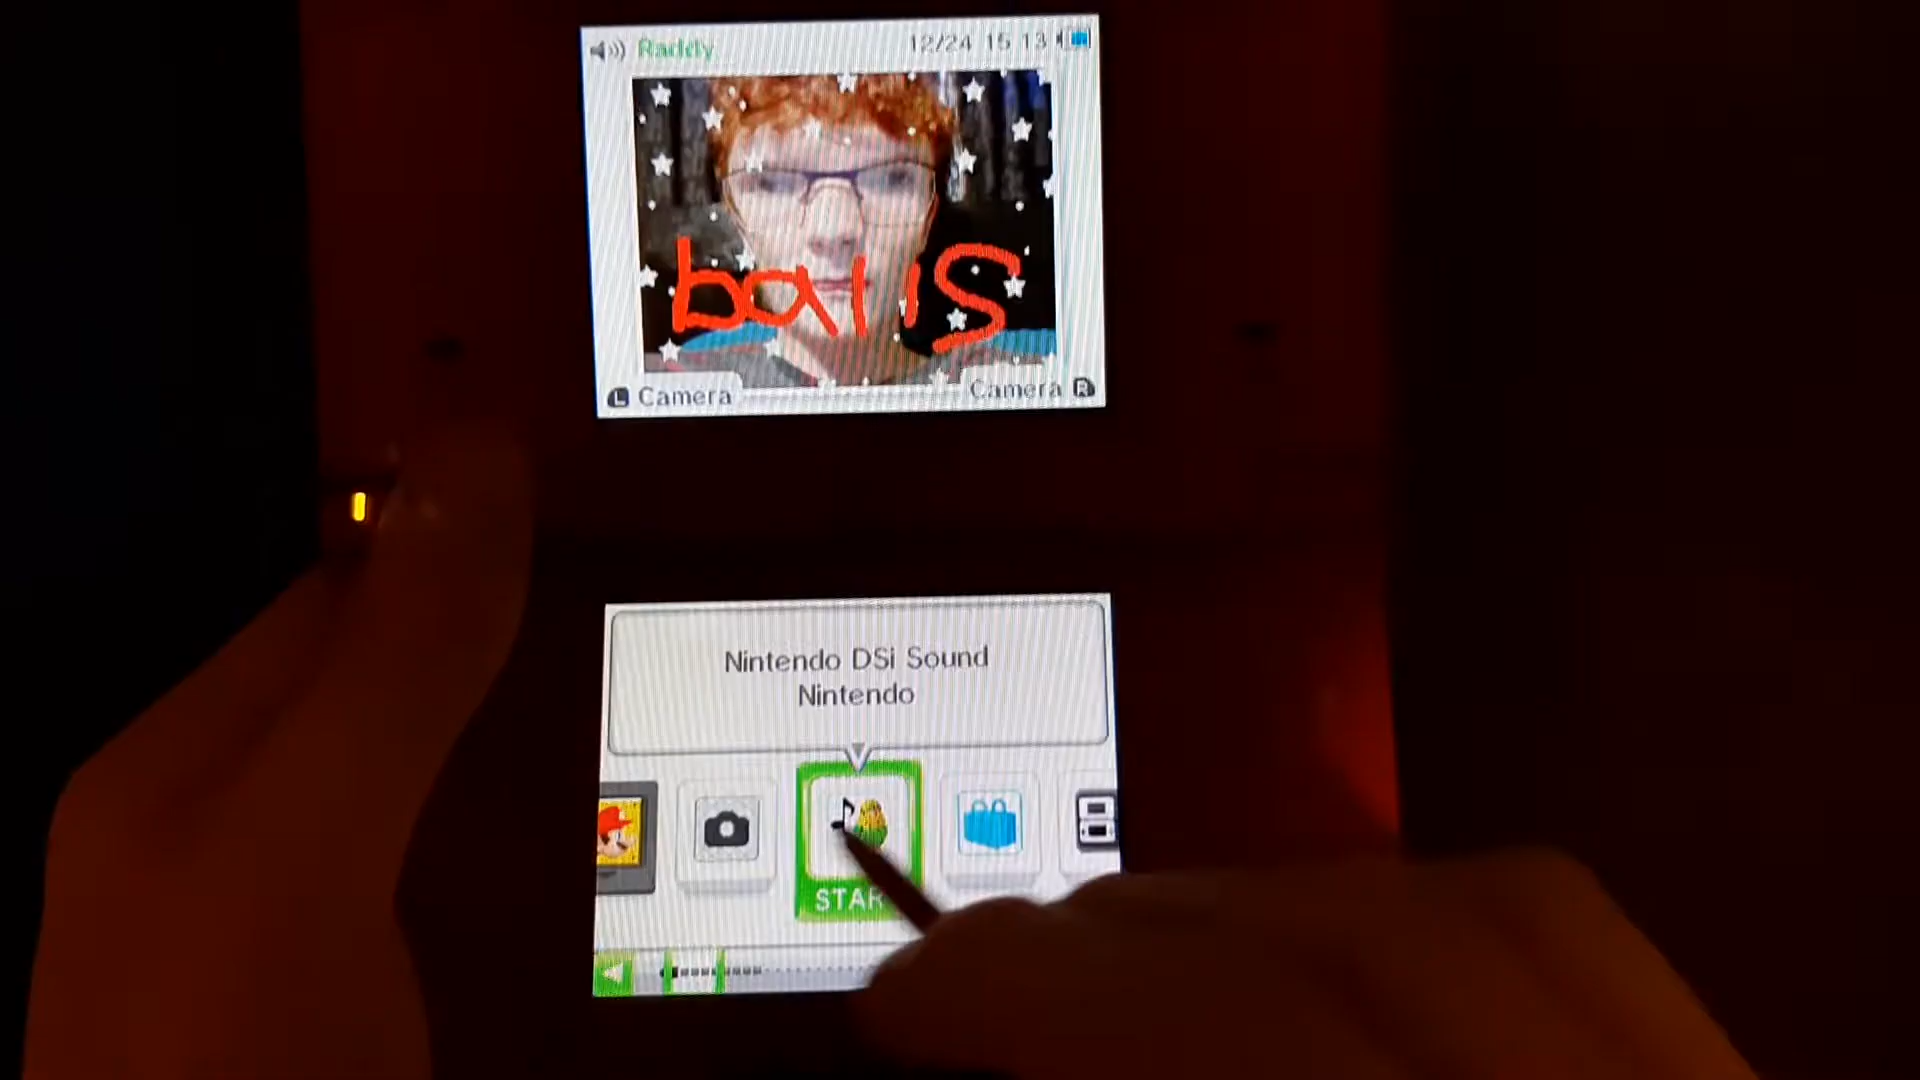 Raddy 12/24 15 13
balls
L Camera Camera R
Nintendo DSi Sound
Nintendo
STAR